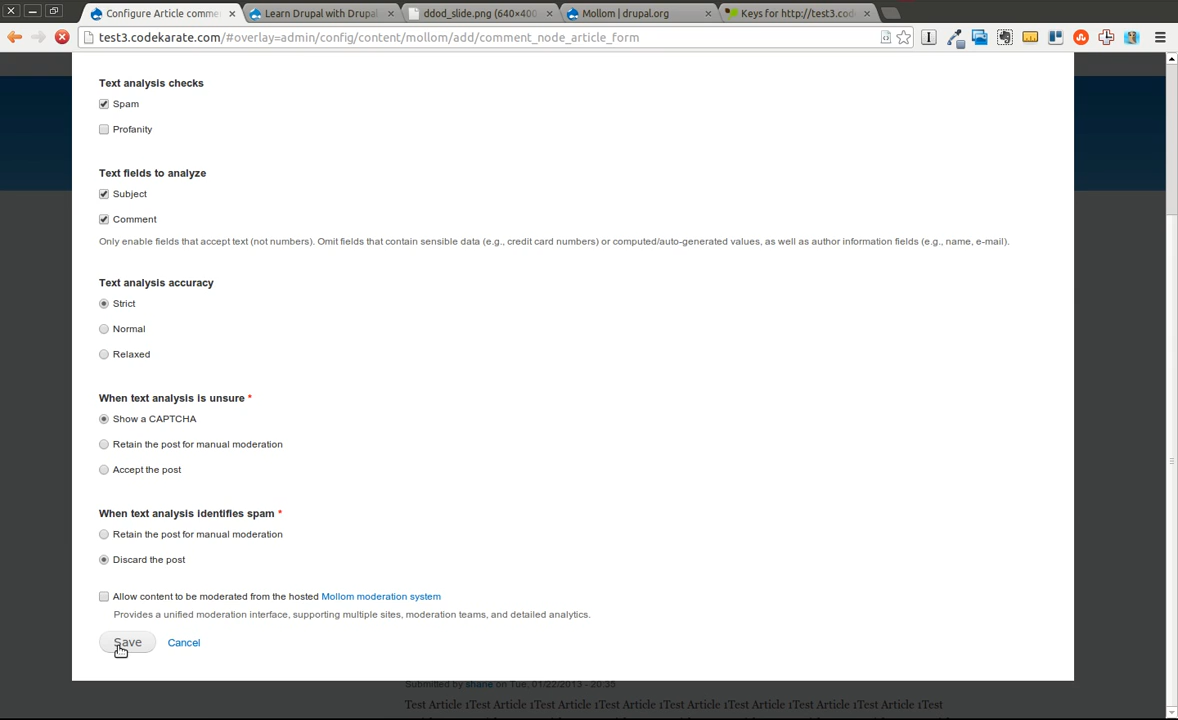 Configure Article comme
Learn Drupal with Drupal
ddod_slide.png (640×400
Mollom | drupal.org
Keys for http://test3.cod
test3.codekarate.com/#overlay=admin/config/content/mollom/add/comment_node_article_form
Text analysis checks
Spam
Profanity
Text fields to analyze
Subject
Comment
Only enable fields that accept text (not numbers). Omit fields that contain sensible data (e.g., credit card numbers) or computed/auto-generated values, as well as author information fields (e.g., name, e-mail).
Text analysis accuracy
Strict
Normal
Relaxed
When text analysis is unsure *
Show a CAPTCHA
Retain the post for manual moderation
Accept the post
When text analysis identifies spam *
Retain the post for manual moderation
Discard the post
Allow content to be moderated from the hosted Mollom moderation system
Provides a unified moderation interface, supporting multiple sites, moderation teams, and detailed analytics.
Save Cancel
Submitted by shane on Tue, 01/22/2013 - 20:35
Test Article 1Test Article 1Test Article 1Test Article 1Test Article 1Test Article 1Test Article 1Test